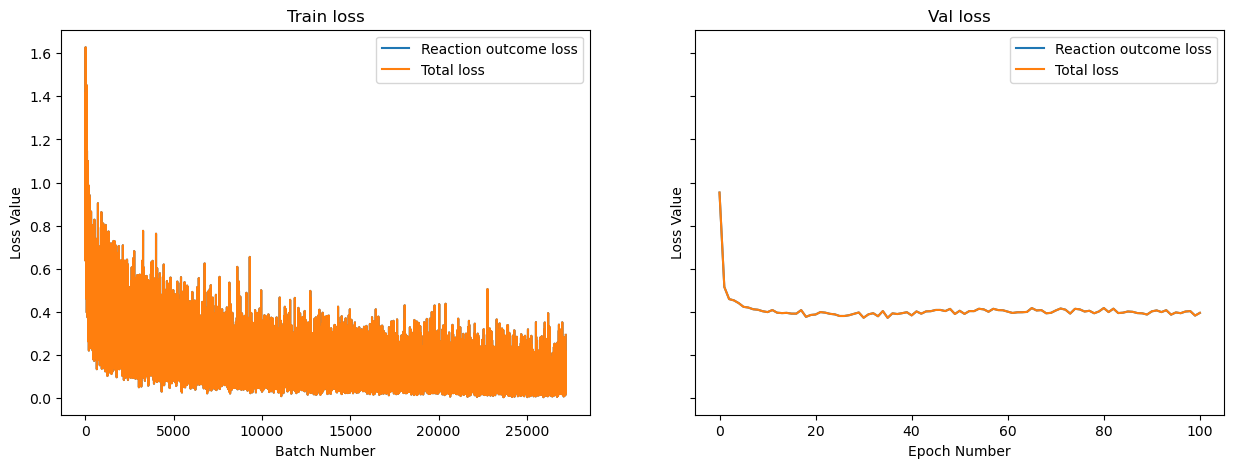 Train loss
Loss Value
1.6
1.4
1.2
1.0
0.8
0.6
0.4
0.2
0.0
Reaction outcome loss
Total loss
0
5000
10000
15000
20000
25000
Batch Number
Val loss
Loss Value
Reaction outcome loss
Total loss
0
20
40
60
80
100
Epoch Number